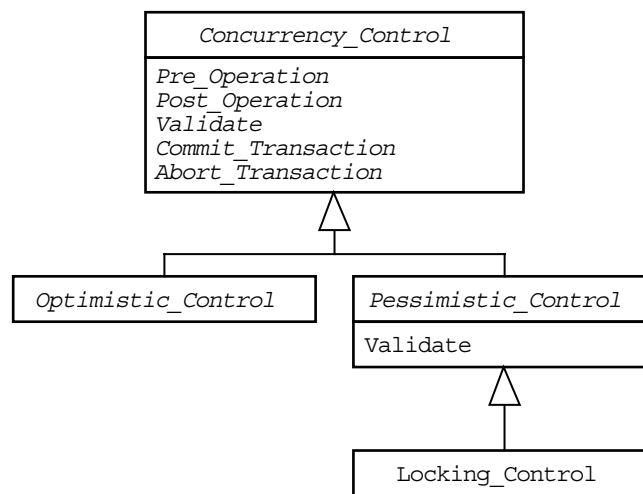 Concurrency_Control
Pre_Operation
Post_Operation
Validate
Commit_Transaction
Abort_Transaction
Optimistic_Control
Pessimistic_Control
Validate
Locking_Control